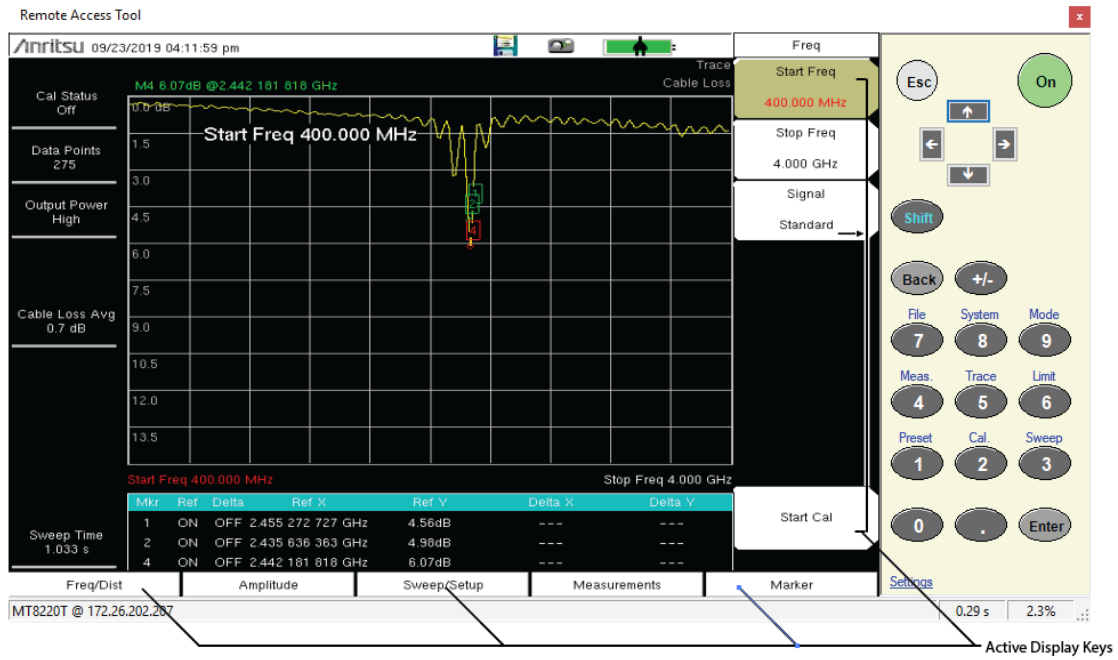 Remote Access Tool
x
Anritsu 09/23/2019 04:11:59 pm
Freq
Trace
Cable Loss
M4 6.07dB @2.442 181 818 GHz
Cal Status
Off
Data Points
275
Output Power
High
Cable Loss Avg
0.7 dB
Sweep Time
1.033 s
0.0 dB
Start Freq 400.000 MHz
1.5
3.0
4.5
6.0
7.5
9.0
10.5
12.0
13.5
1
2
4
Start Freq 400.000 MHz
Stop Freq 4.000 GHz
Mkr Ref Delta Ref X Ref Y Delta X Delta Y
1 ON OFF 2.455 272 727 GHz 4.56dB --- ---
2 ON OFF 2.435 636 363 GHz 4.98dB --- ---
4 ON OFF 2.442 181 818 GHz 6.07dB --- ---
Start Freq
400.000 MHz
Stop Freq
4.000 GHz
Signal
Standard
Start Cal
Freq/Dist
Amplitude
Sweep/Setup
Measurements
Marker
Esc
On
Shift
Back
+/-
File System Mode
7 8 9
Meas. Trace Limit
4 5 6
Preset Cal. Sweep
1 2 3
0 . Enter
Settings
MT8220T @ 172.26.202.207
0.29 s
2.3%
Active Display Keys